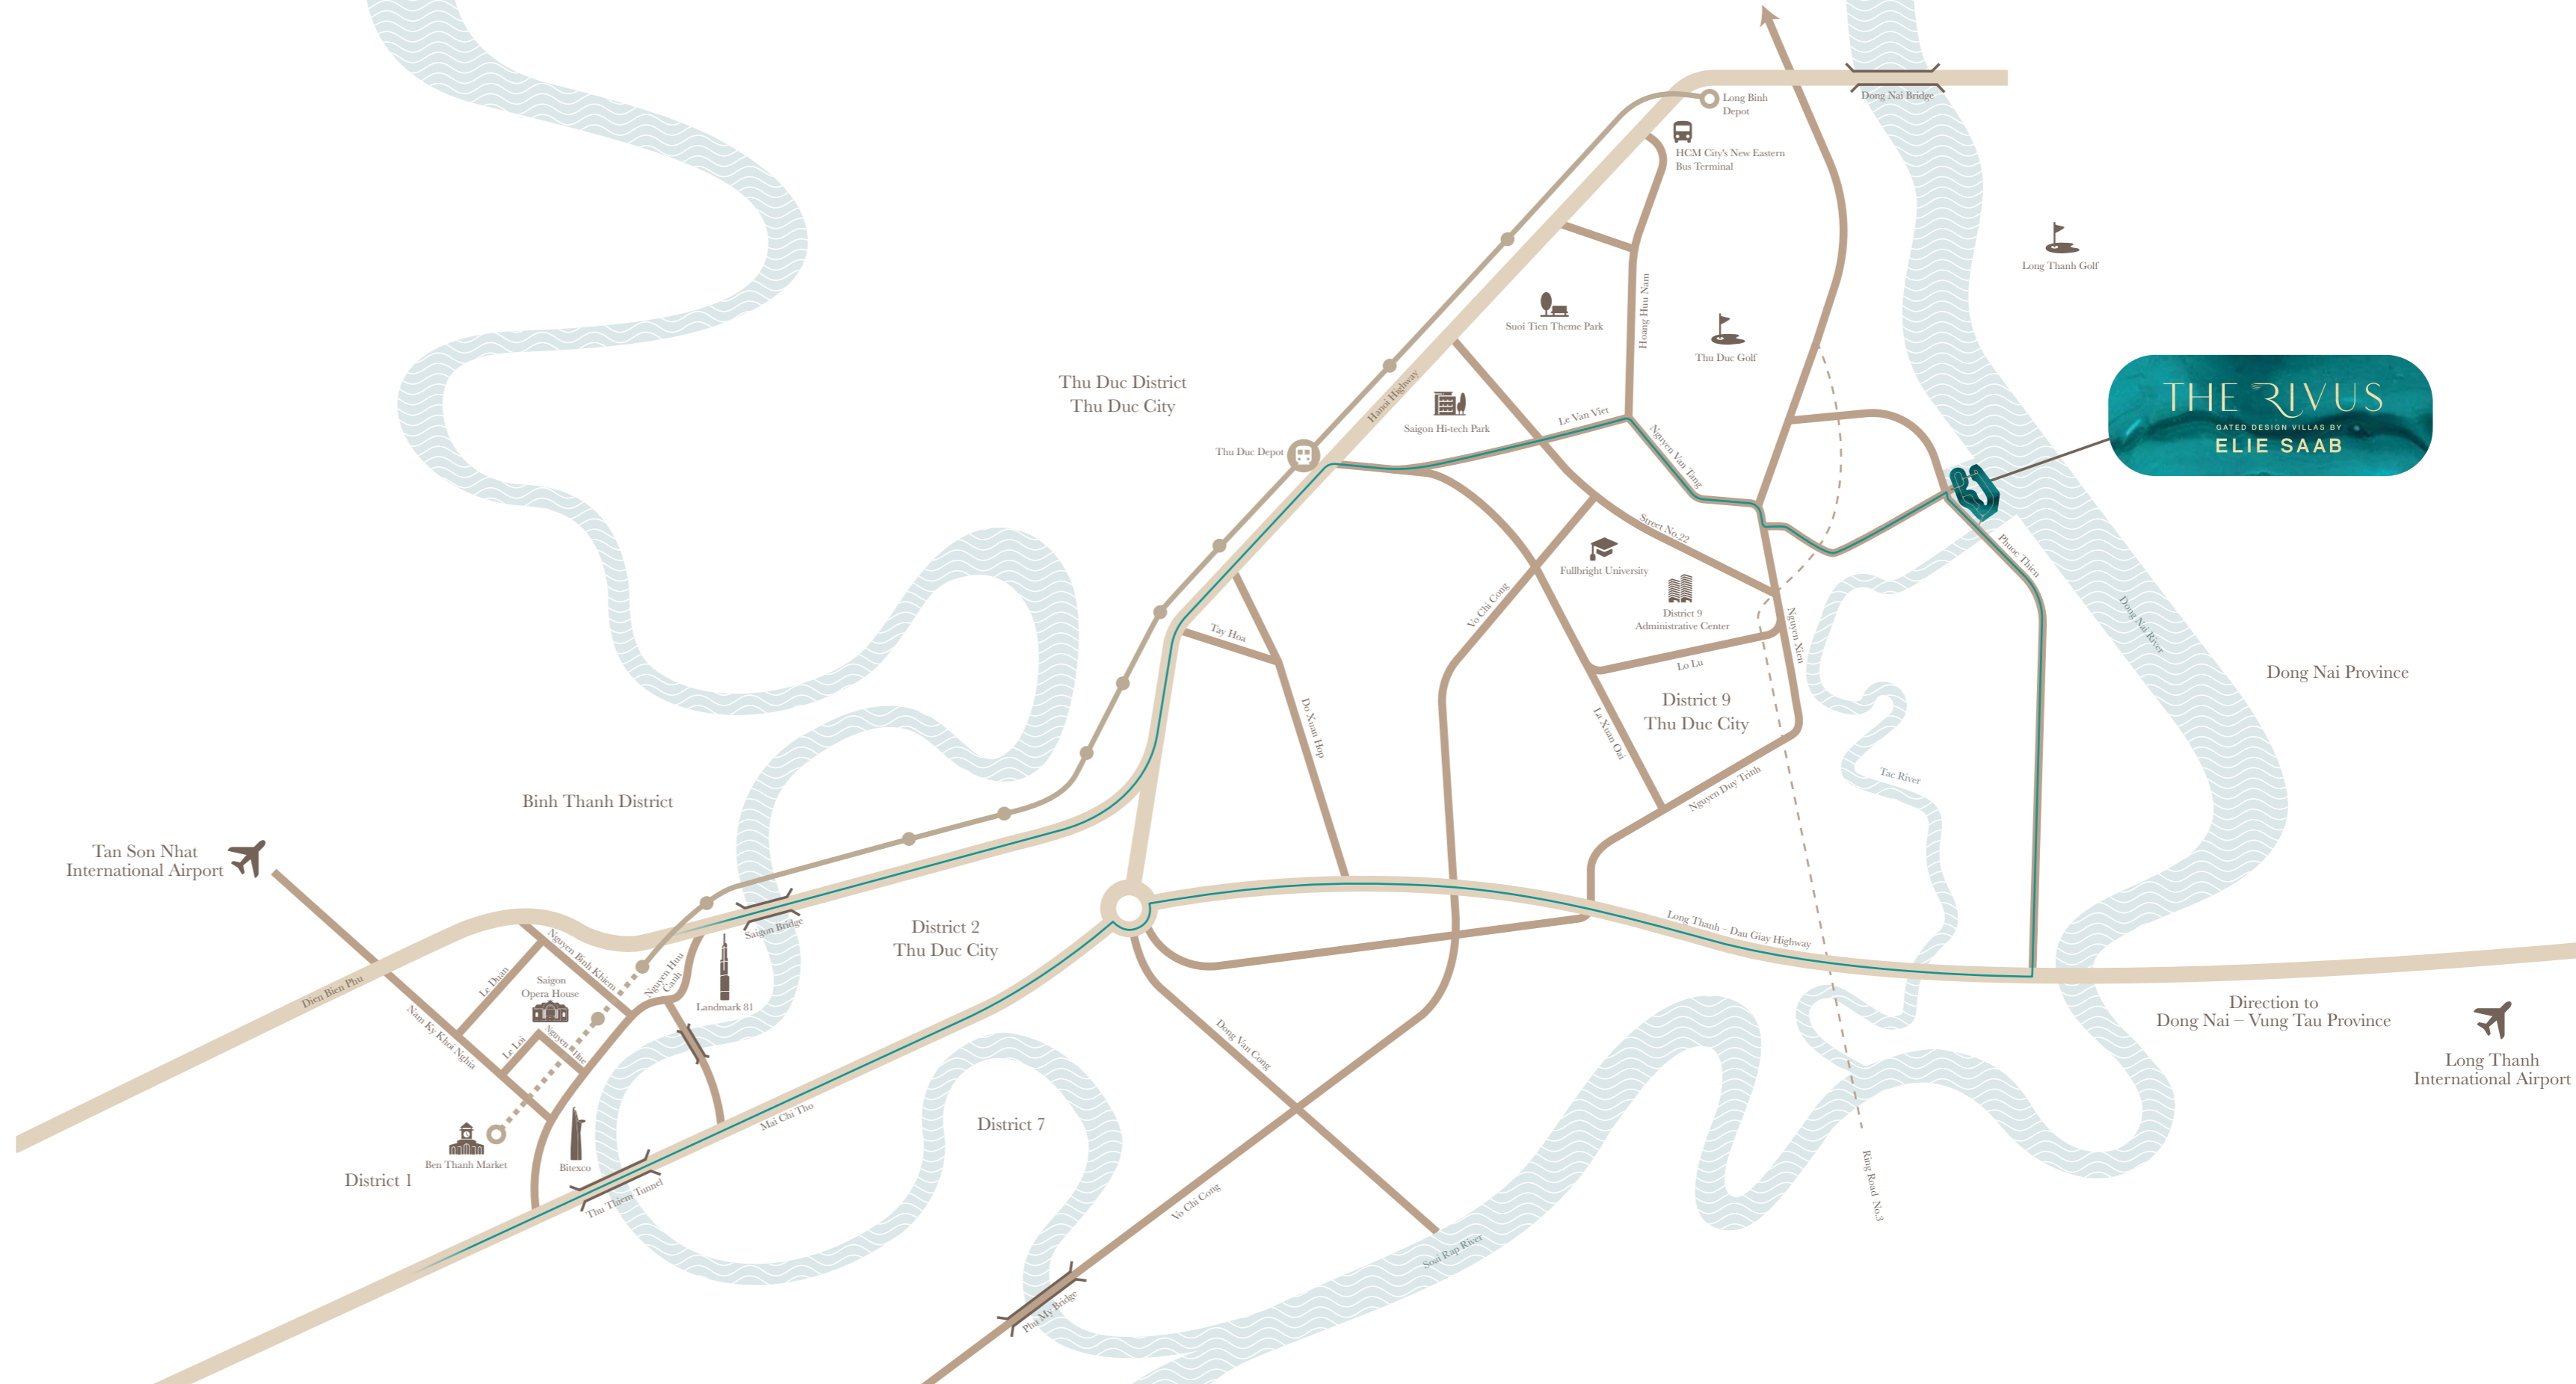 Long Binh
Depot
Dong Nai Bridge
HCM City's New Eastern
Bus Terminal
Long Thanh Golf
Hoang Huu Nam
Suoi Tien Theme Park
Thu Duc Golf
Thu Duc District
Thu Duc City
Hanoi Highway
THE RIVUS
GATED DESIGN VILLAS BY
ELIE SAAB
Saigon Hi-tech Park
Le Van Viet
Nguyen Van Tang
Thu Duc Depot
Street No.22
Phuoc Thien
Fullbright University
Vo Chi Cong
District 9
Administrative Center
Tay Hoa
Nguyen Xien
Dong Nai River
Lo Lu
Dong Nai Province
District 9
Thu Duc City
Do Xuan Hop
La Xuan Oai
Tac River
Nguyen Duy Trinh
Binh Thanh District
Tan Son Nhat
International Airport
Saigon Bridge
District 2
Thu Duc City
Long Thanh – Dau Giay Highway
Nguyen Binh Khiem
Nguyen Huu
Canh
Le Duan
Saigon
Opera House
Dien Bien Phu
Landmark 81
Direction to
Dong Nai – Vung Tau Province
Nam Ky Khoi Nghia
Le Loi
Nguyen Hue
Dong Van Cong
Long Thanh
International Airport
Mai Chi Tho
District 7
Ben Thanh Market
Bitexco
District 1
Thu Thiem Tunnel
Vo Chi Cong
Ring Road No.3
Soui Rap River
Phu My Bridge